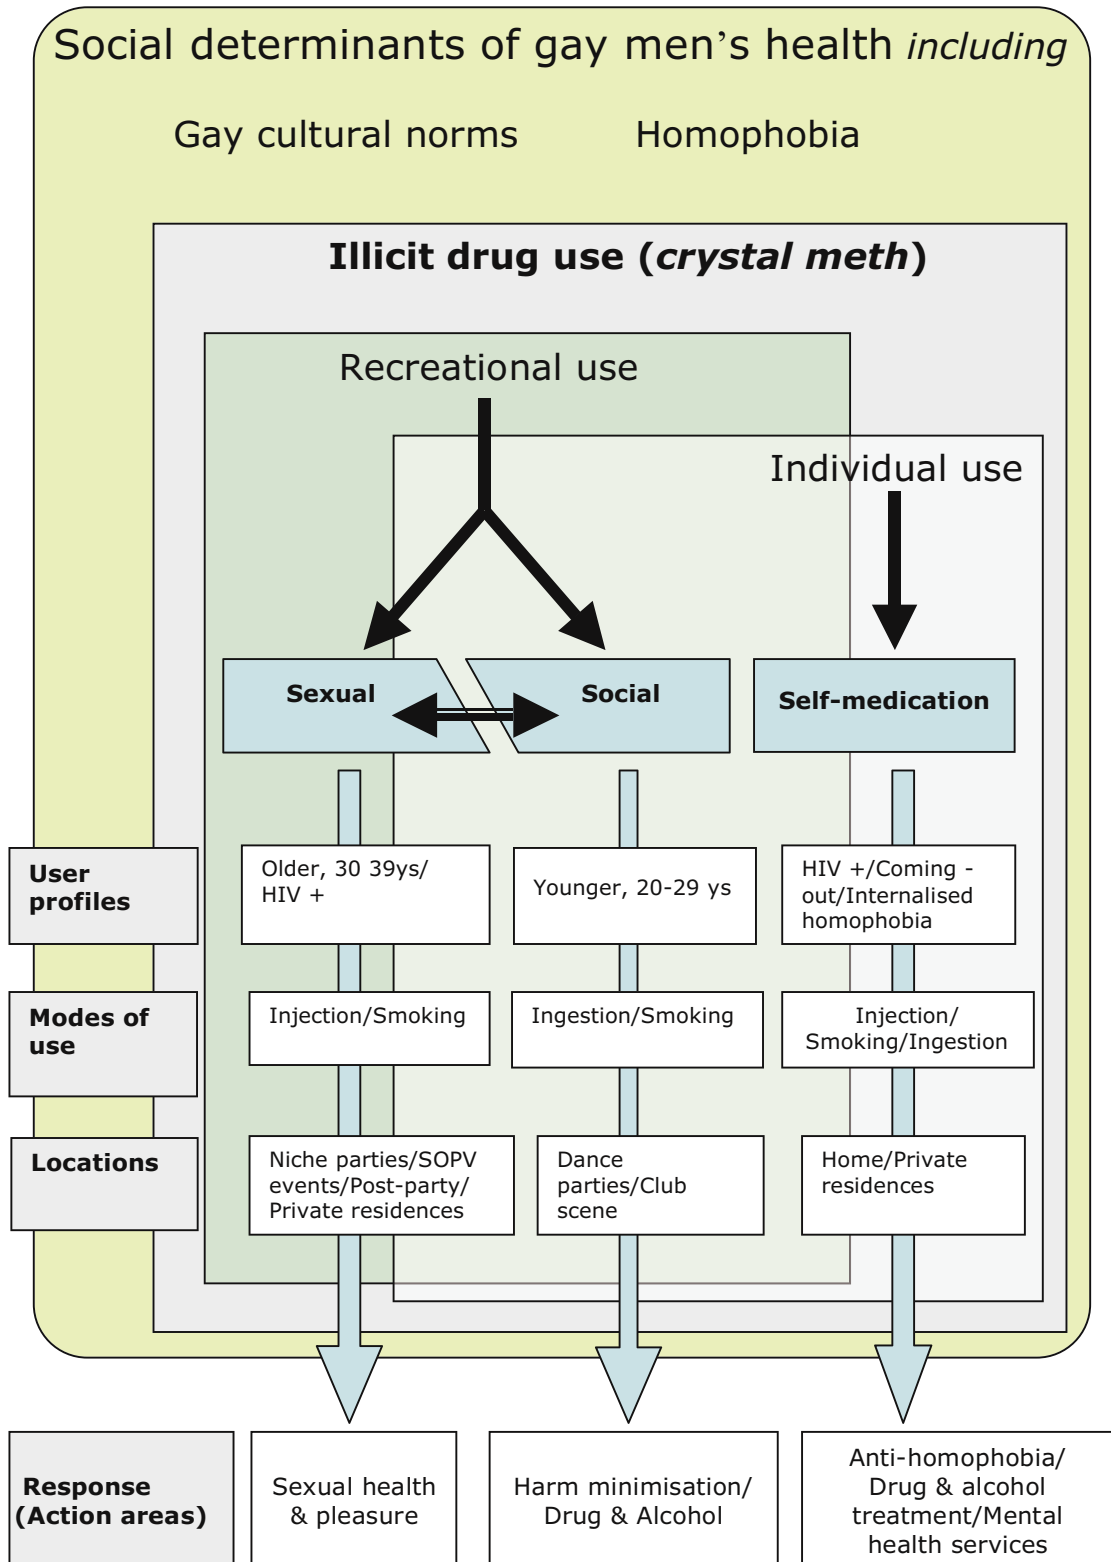 Social determinants of gay men’s health including
Gay cultural norms
Homophobia
Illicit drug use (crystal meth)
Recreational use
Individual use
Sexual
Social
Self-medication
User
profiles
Older, 30 39ys/
HIV +
Younger, 20-29 ys
HIV +/Coming -
out/Internalised
homophobia
Modes of
use
Injection/Smoking
Ingestion/Smoking
Injection/
Smoking/Ingestion
Locations
Niche parties/SOPV
events/Post-party/
Private residences
Dance
parties/Club
scene
Home/Private
residences
Response
(Action areas)
Sexual health
& pleasure
Harm minimisation/
Drug & Alcohol
Anti-homophobia/
Drug & alcohol
treatment/Mental
health services